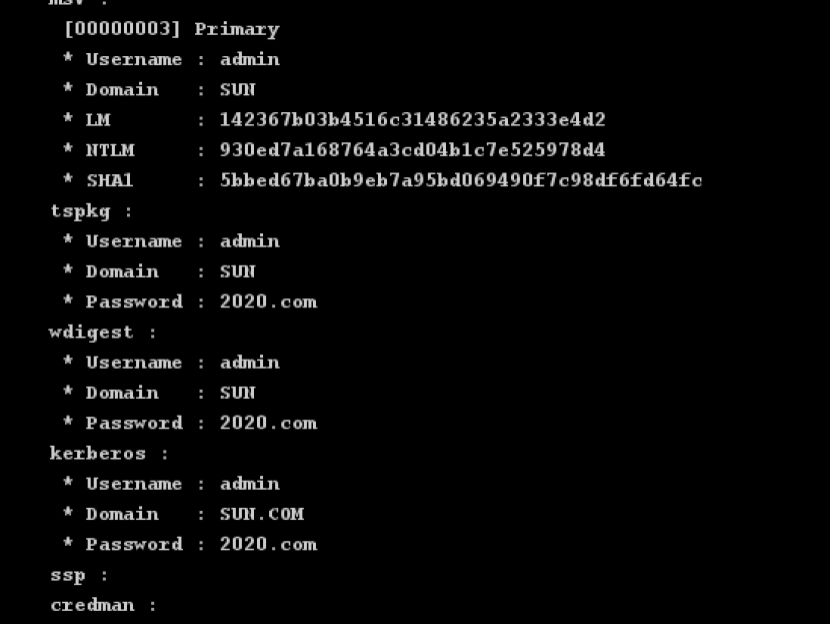 msv :
[00000003] Primary
* Username : admin
* Domain   : SUN
* LM       : 142367b03b4516c31486235a2333e4d2
* NTLM     : 930ed7a168764a3cd04b1c7e525978d4
* SHA1     : 5bbed67ba0b9eb7a95bd069490f7c98df6fd64fc
tspkg :
* Username : admin
* Domain   : SUN
* Password : 2020.com
wdigest :
* Username : admin
* Domain   : SUN
* Password : 2020.com
kerberos :
* Username : admin
* Domain   : SUN.COM
* Password : 2020.com
ssp :
credman :